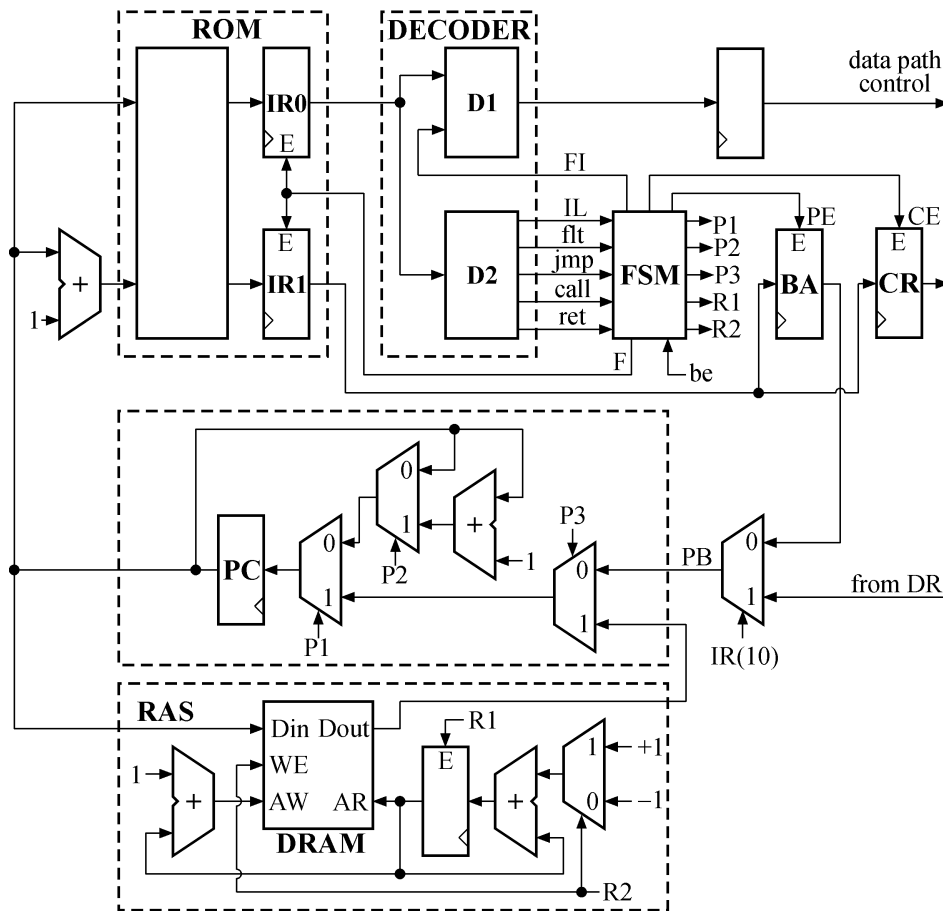 ROM
DECODER
data path
control
IR0
E
D1
FI
IL
flt
jmp
call
ret
D2
FSM
P1
P2
P3
R1
R2
PE
E
BA
CE
E
CR
+
1
E
IR1
F
be
0
1
P2
+
1
P3
0
1
PB
0
1
from DR
IR(10)
PC
0
1
P1
RAS
Din Dout
WE
AW AR
DRAM
1
+
R1
E
+
1
0
+1
−1
R2